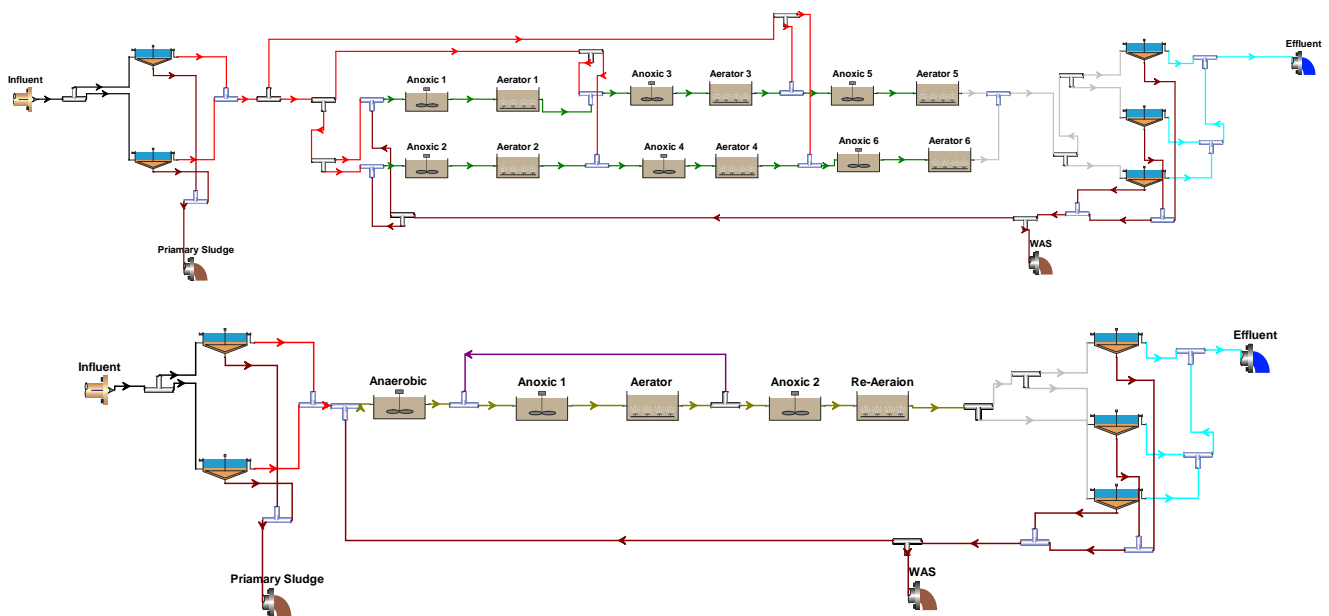 Effluent
Influent
Anoxic 1
Aerator 1
Anoxic 3
Aerator 3
Anoxic 5
Aerator 5
Anoxic 2
Aerator 2
Anoxic 4
Aerator 4
Anoxic 6
Aerator 6
Priamary Sludge
WAS
Influent
Effluent
Anaerobic
Anoxic 1
Aerator
Anoxic 2
Re-Aeraion
Priamary Sludge
WAS